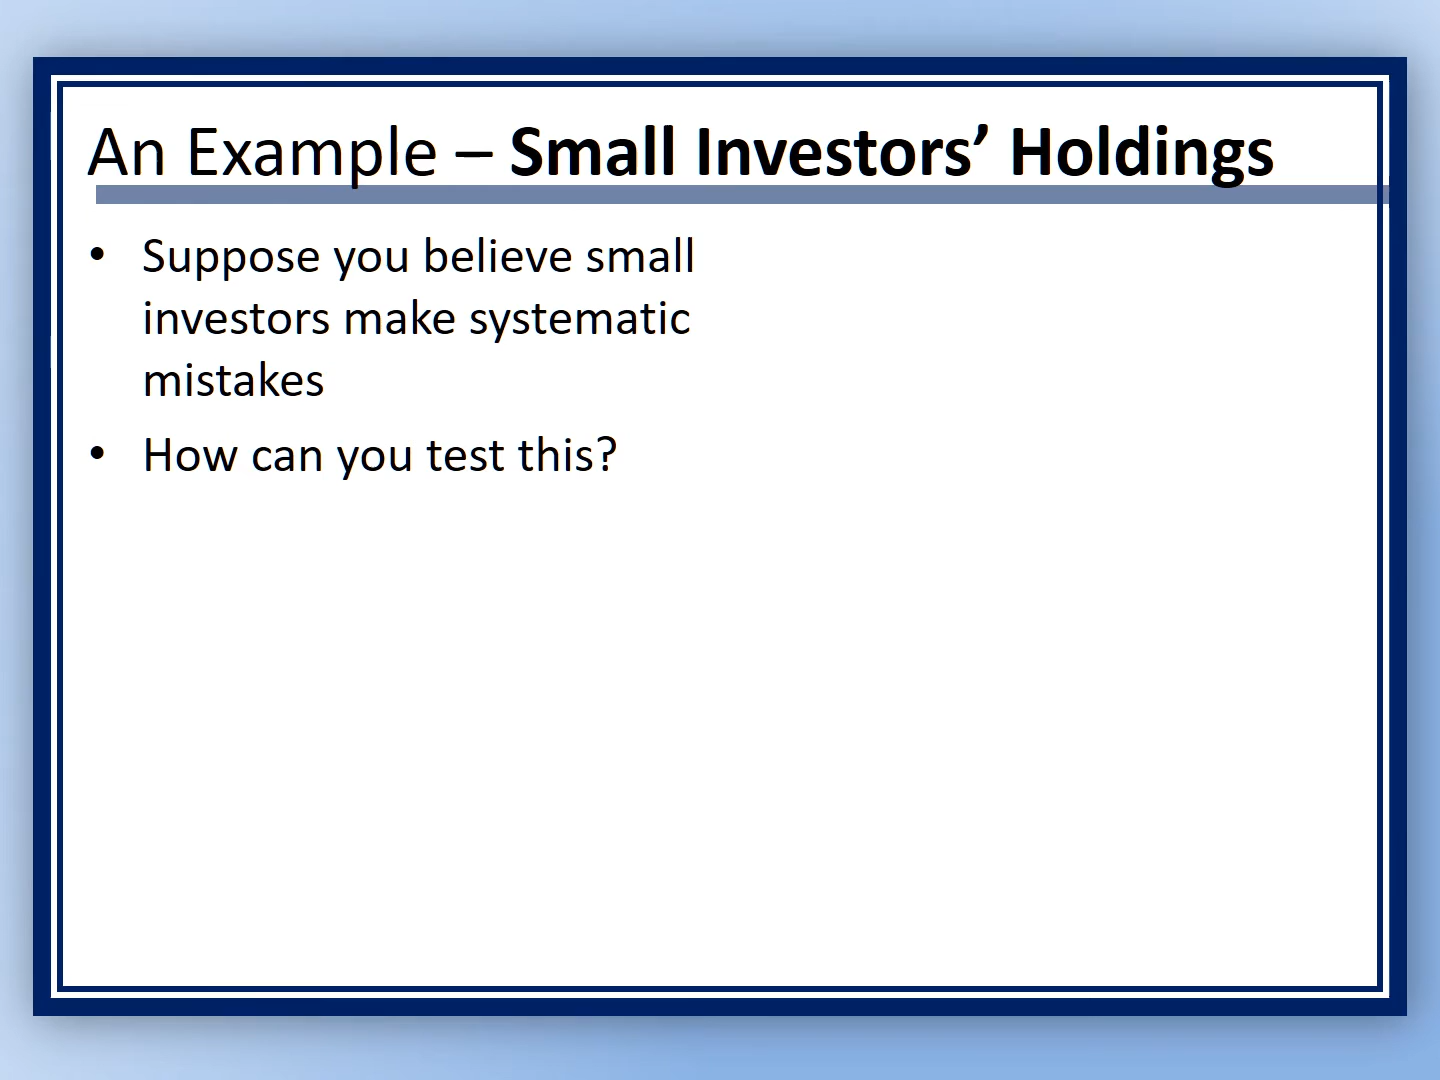 An Example – Small Investors’ Holdings
• Suppose you believe small
investors make systematic
mistakes
• How can you test this?